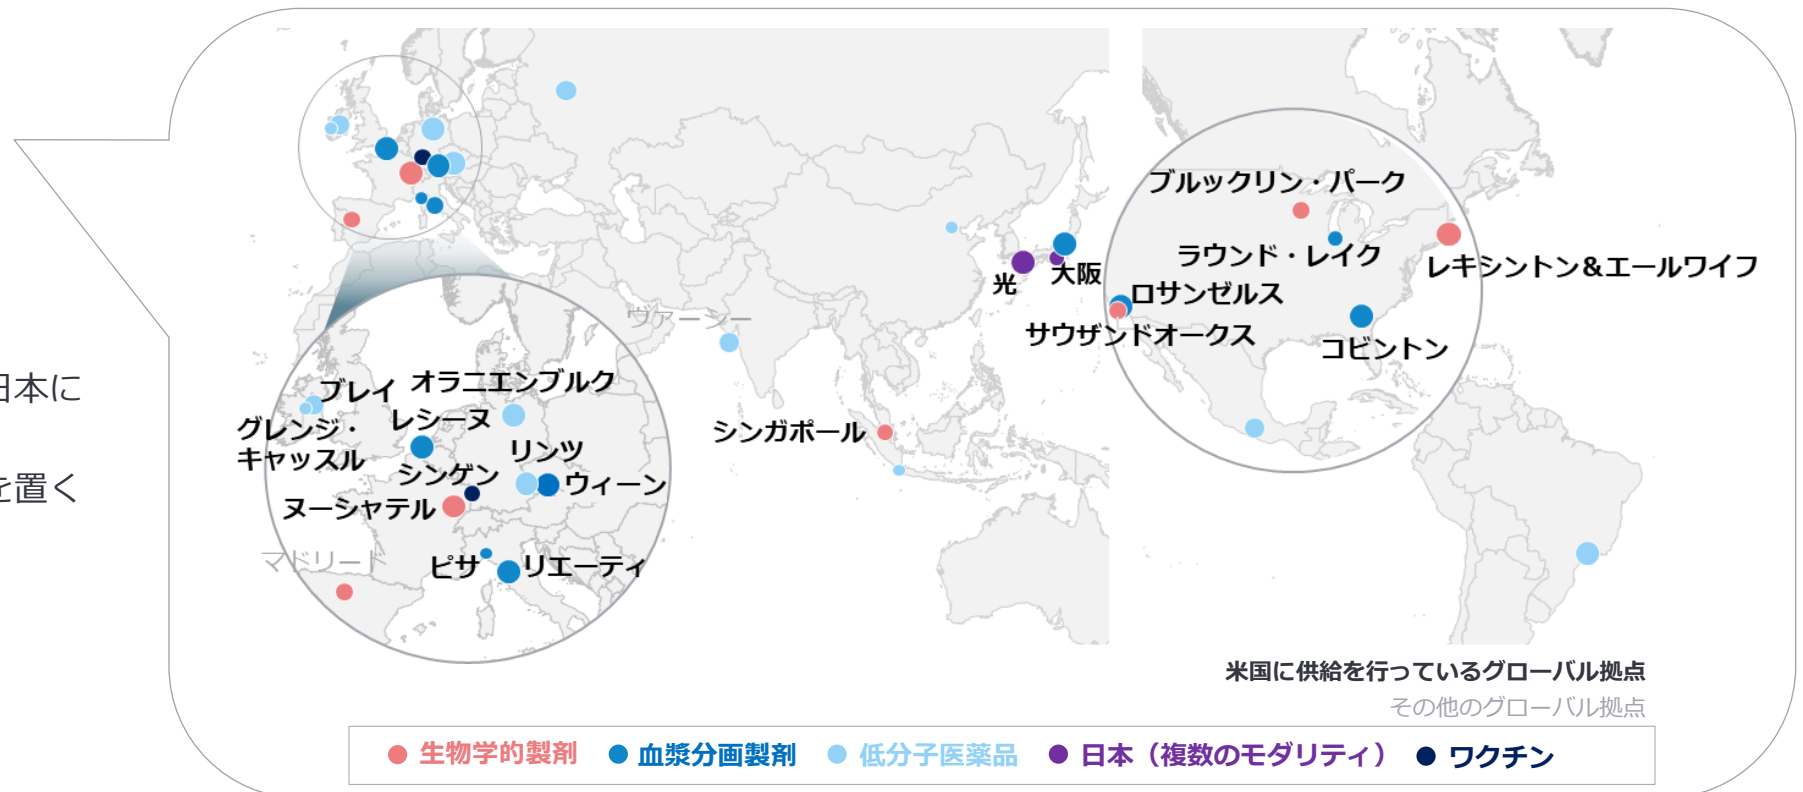 日本に
を置く
ブルックリン・パーク
ラウンド・レイク
レキシントン&エールワイフ
光
大阪
ロサンゼルス
サウザンドオークス
コビントン
ヴァーシー
シンガポール
ブレイ
オラニエンブルク
グレンジ・
キャッスル
レシーヌ
リンツ
シンゲン
ウィーン
ヌーシャテル
マドリード
ピサ
リエーティ
米国に供給を行っているグローバル拠点
その他のグローバル拠点
生物学的製剤 血漿分画製剤 低分子医薬品 日本（複数のモダリティ） ワクチン